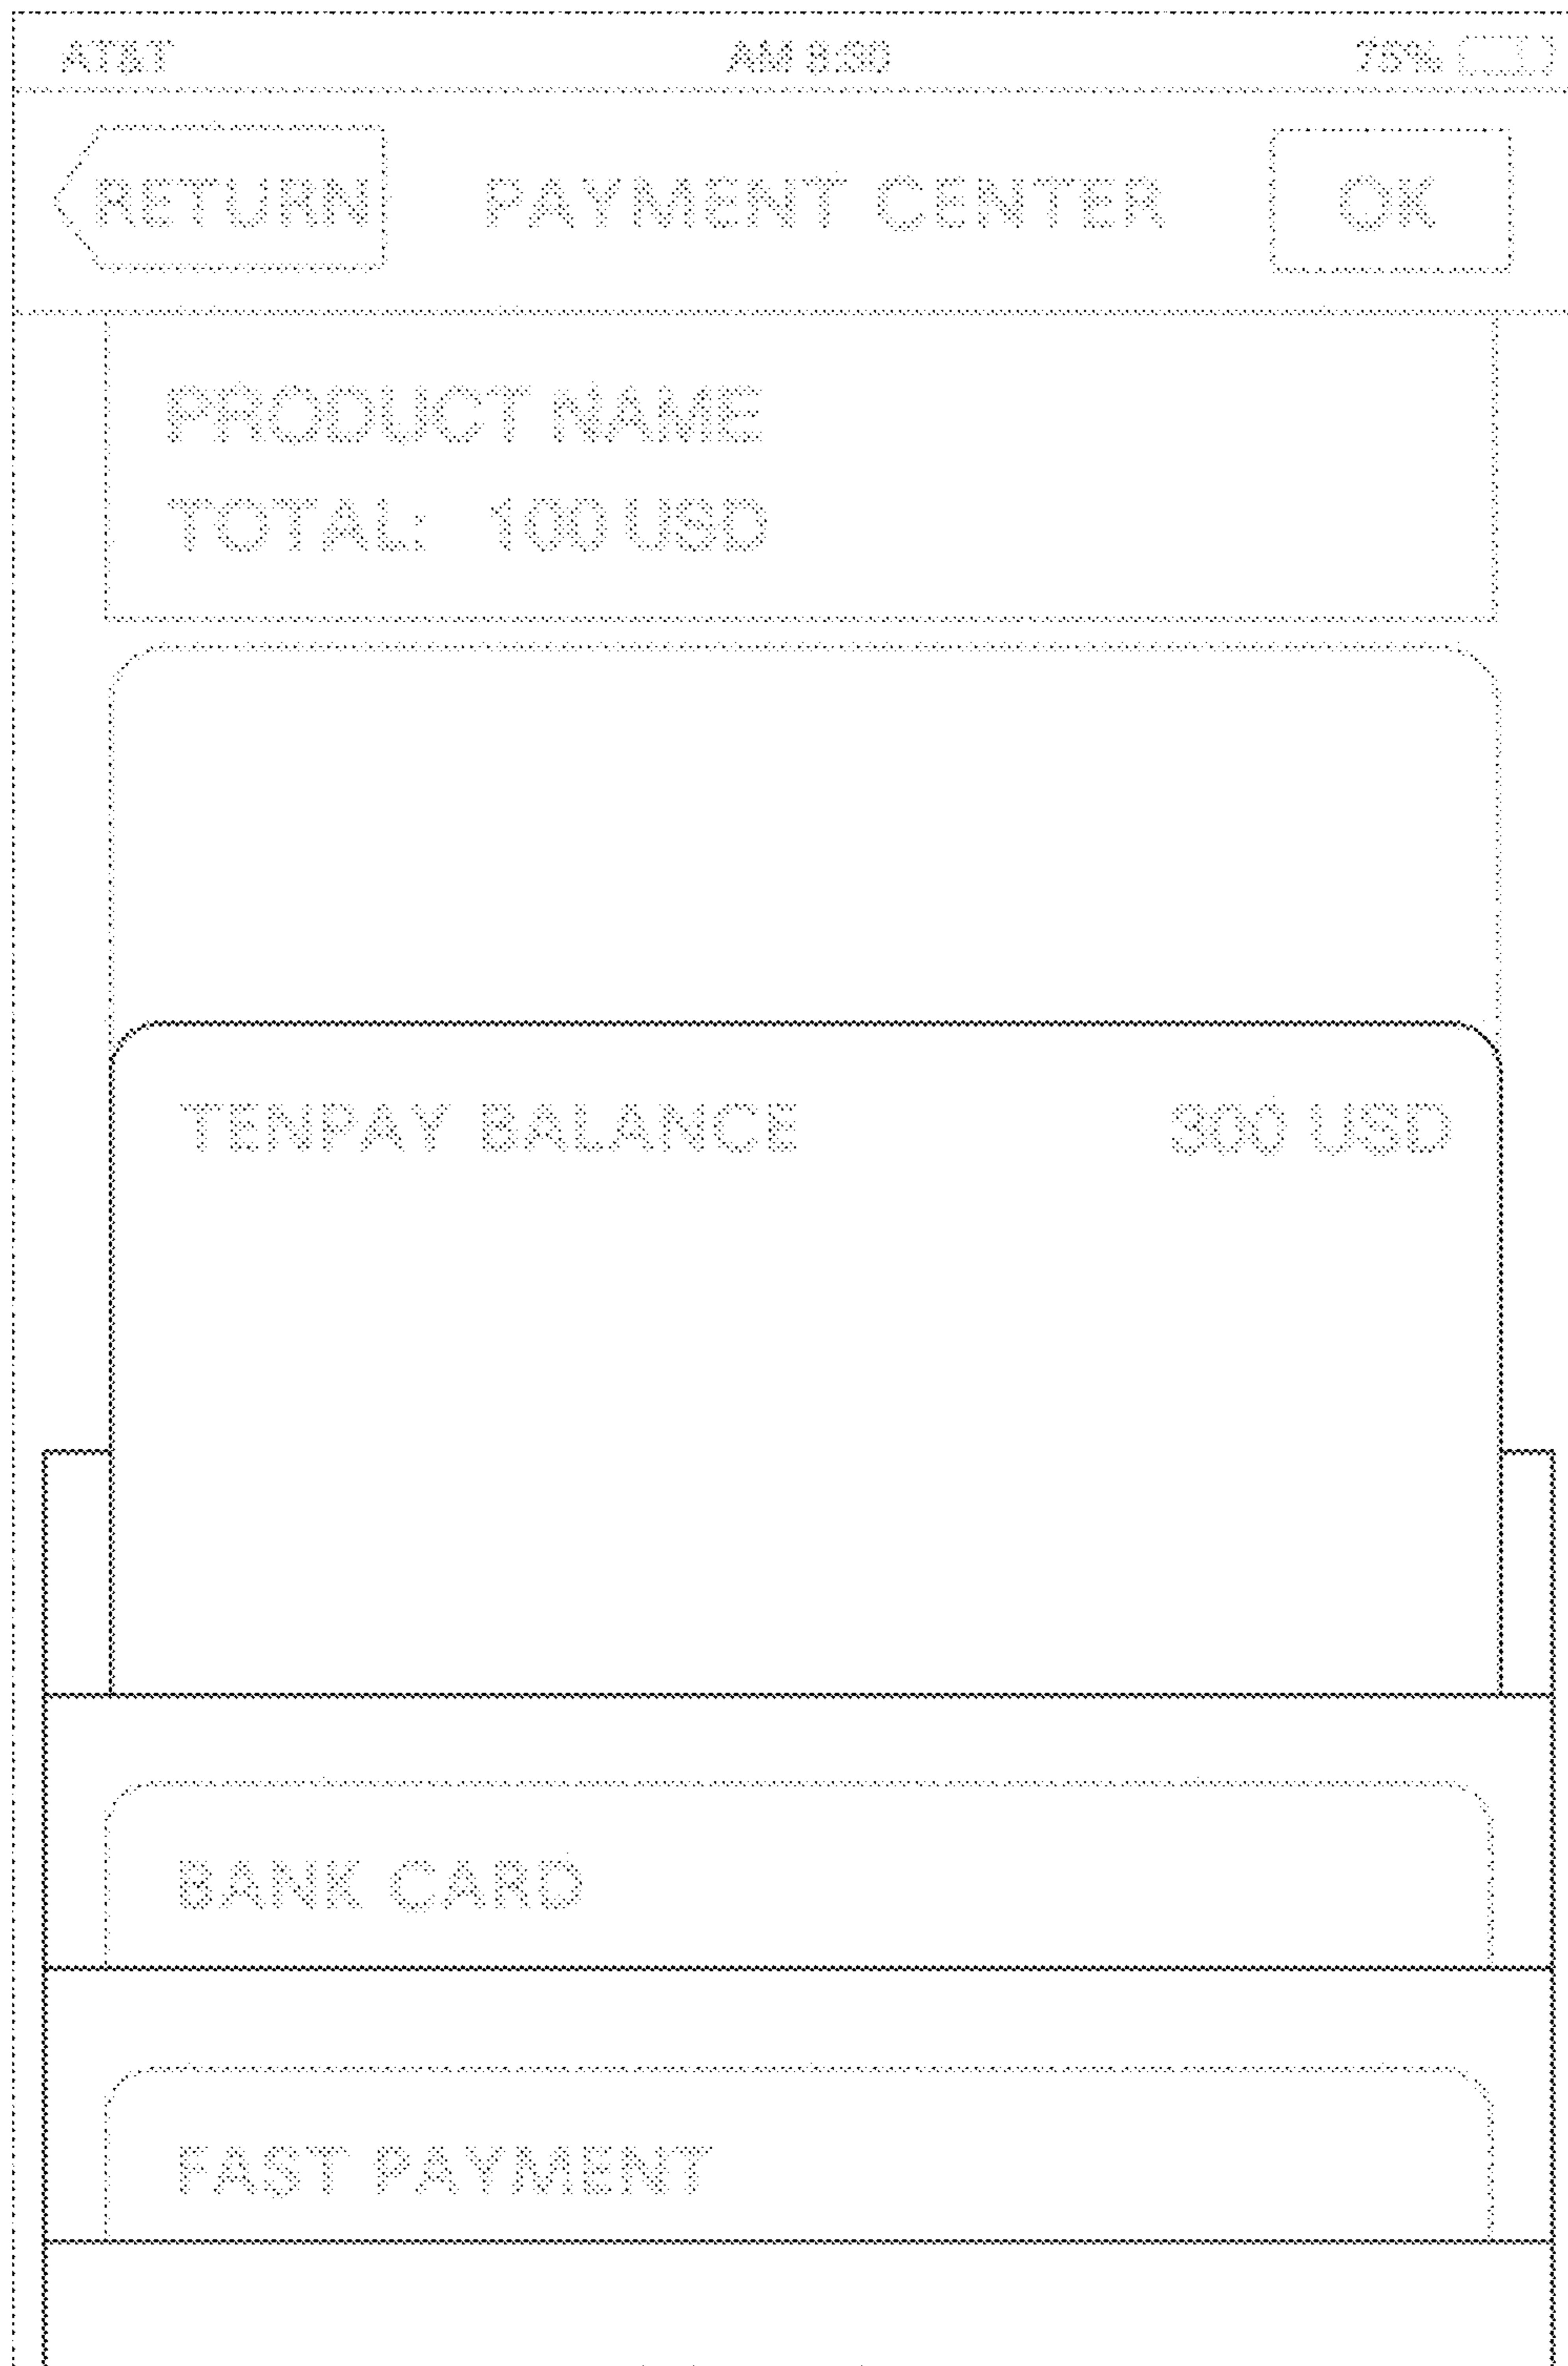 AT&T AM 8:30 75%
RETURN PAYMENT CENTER OK
PRODUCT NAME
TOTAL: 100 USD
TENPAY BALANCE 300 USD
BANK CARD
FAST PAYMENT